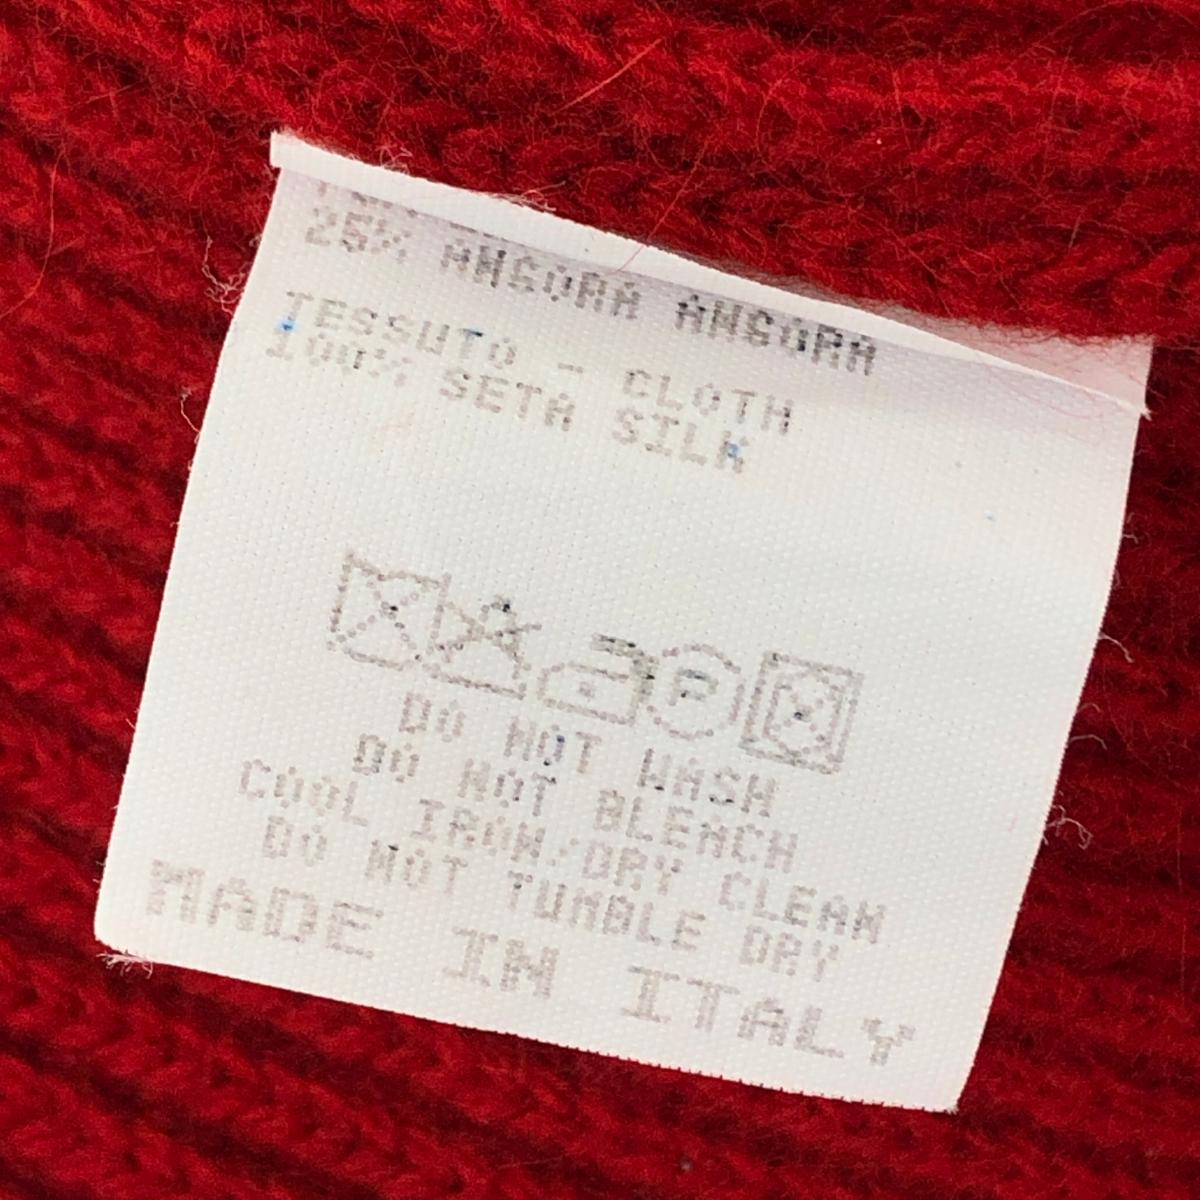 25% ANGORA ANGORA
TESSUTO - CLOTH
100% SETA SILK
P
DO NOT WASH
DO NOT BLEACH
COOL IRON/DRY CLEAN
DO NOT TUMBLE DRY
MADE IN ITALY